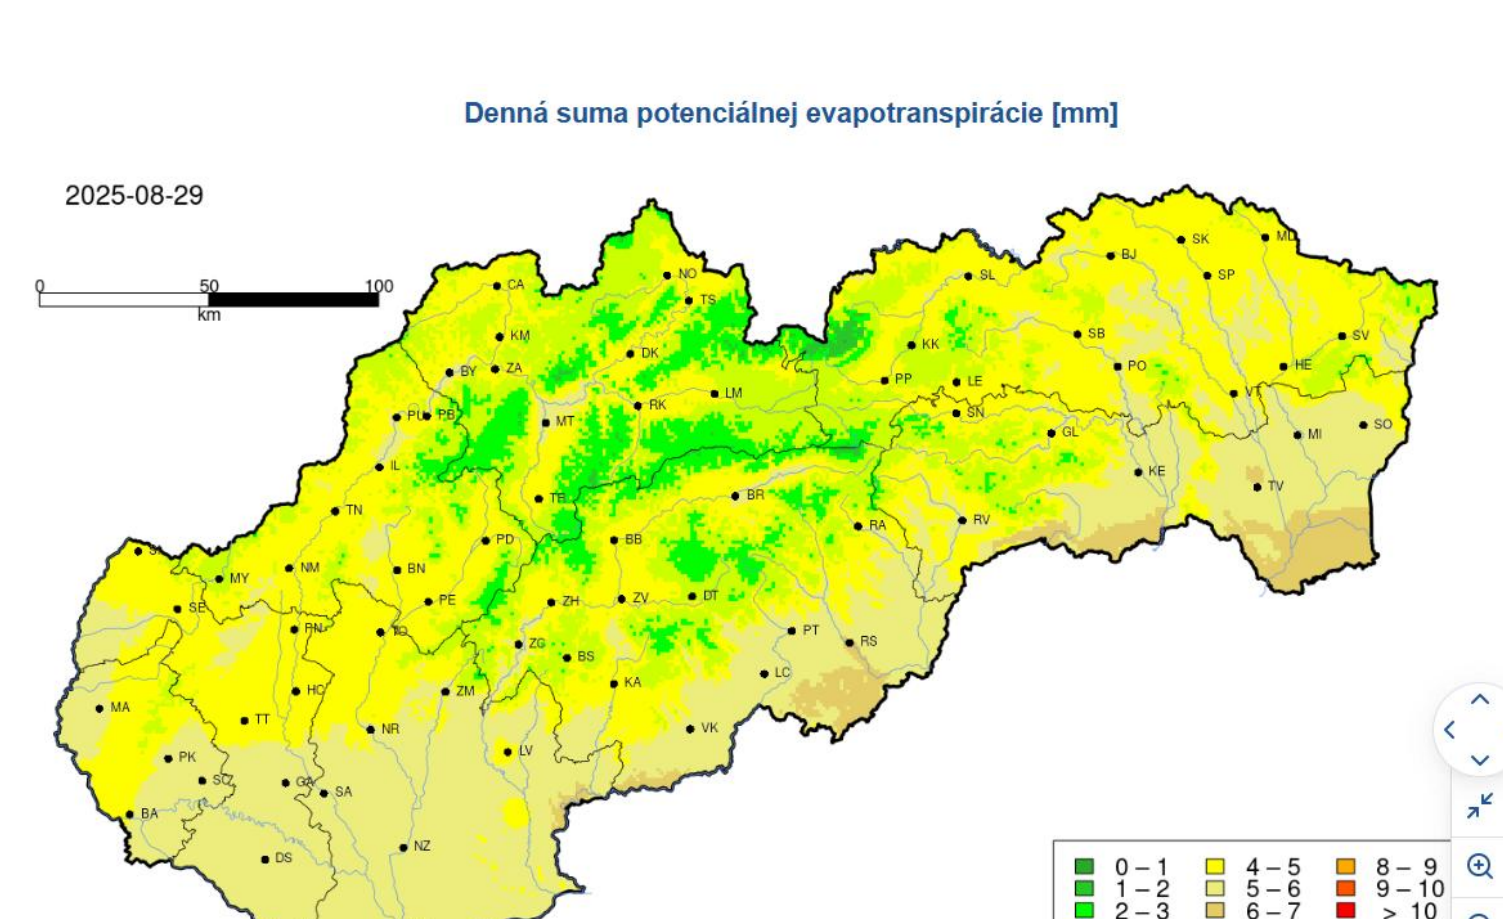 Denná suma potenciálnej evapotranspirácie [mm]
2025-08-29
0 50 100
km
NO
CA
TS
KM
DK
BY
ZA
LM
RK
PU
PB
MT
IL
TN
BR
BB
PD
MY
NM
BN
PE
ZH
ZV
DT
SE
PN
TO
ZC
BS
PT
RS
LC
KA
MA
HC
TT
ZM
NR
VK
LV
PK
SC
GA
SA
BA
DS
NZ
SK
ML
BJ
SL
SP
KK
SB
SV
PP
LE
PO
HE
VT
SN
GL
MI
SO
KE
TV
RA
RV
0 – 1 4 – 5 8 – 9
1 – 2 5 – 6 9 – 10
2 – 3 6 – 7 > 10